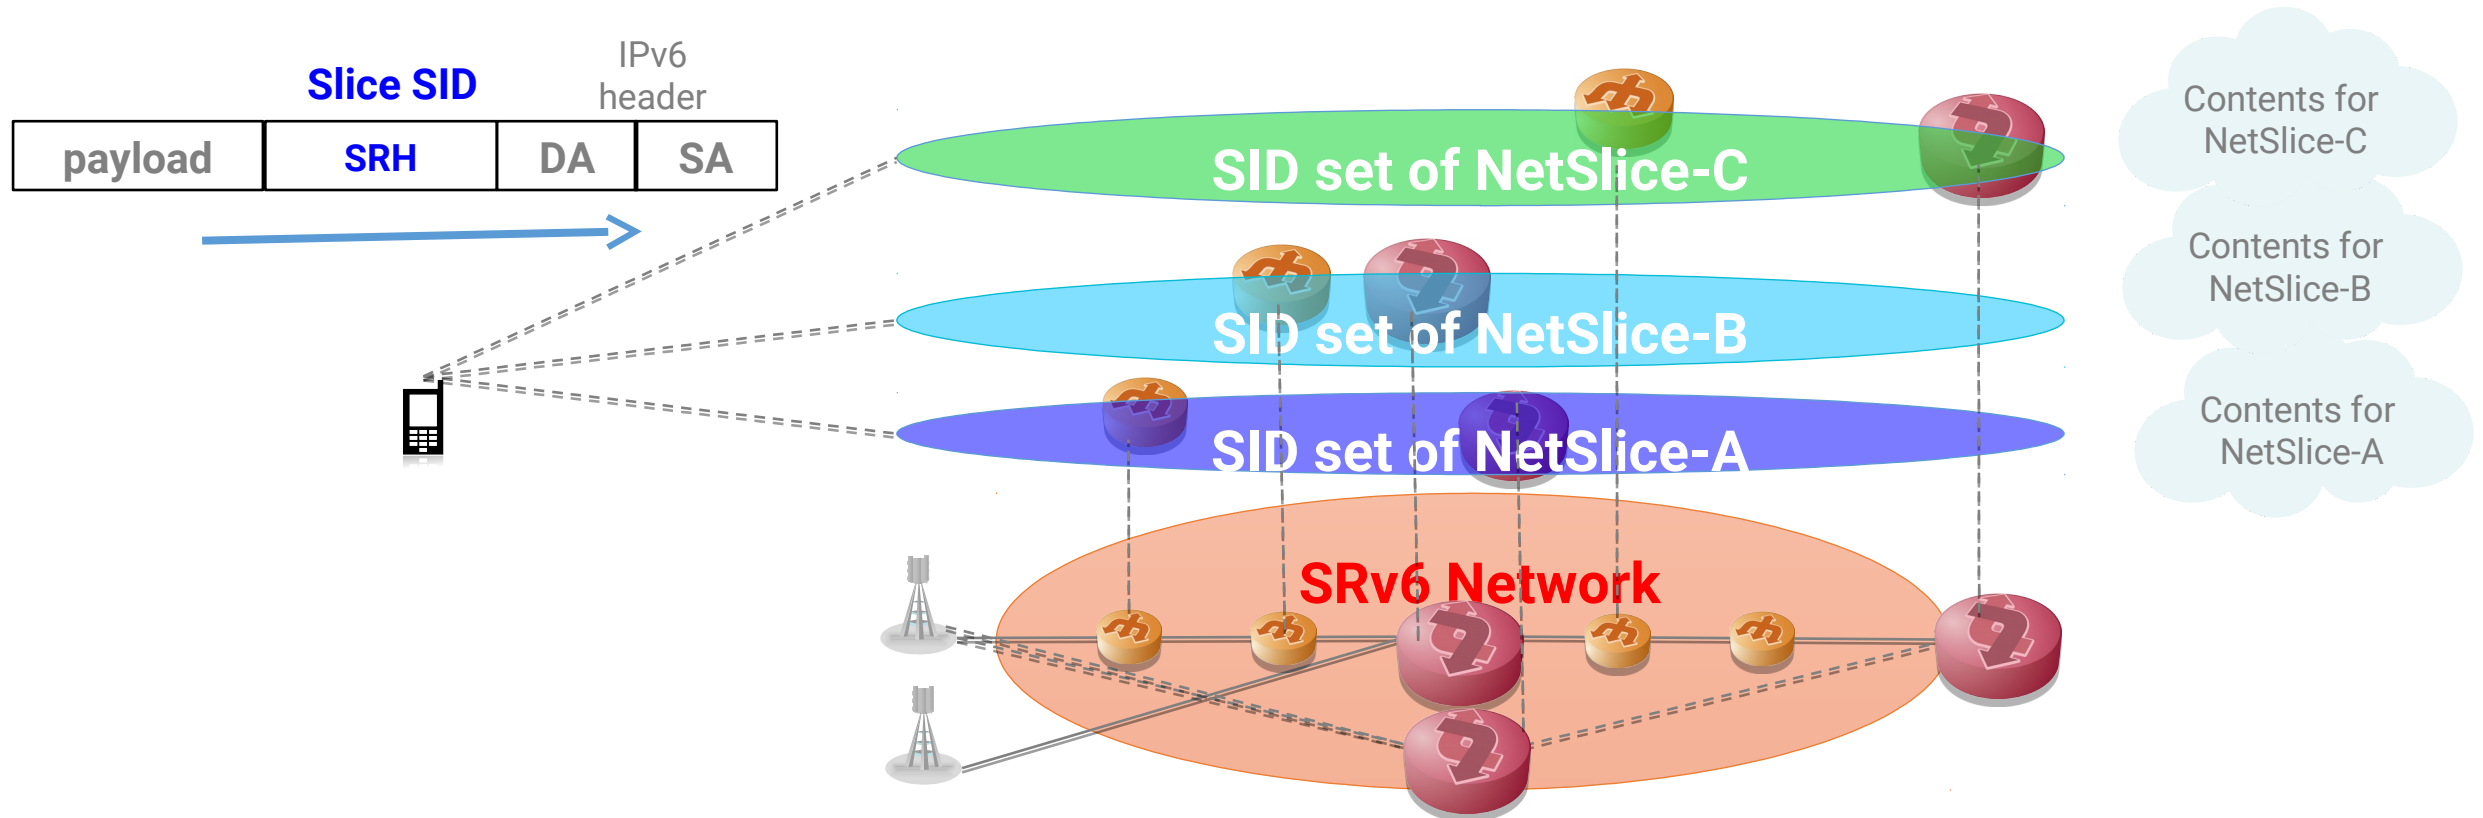 IPv6
header
Slice SID
payload
SRH
DA
SA
SID set of NetSlice-C
SID set of NetSlice-B
SID set of NetSlice-A
SRv6 Network
Contents for
NetSlice-C
Contents for
NetSlice-B
Contents for
NetSlice-A